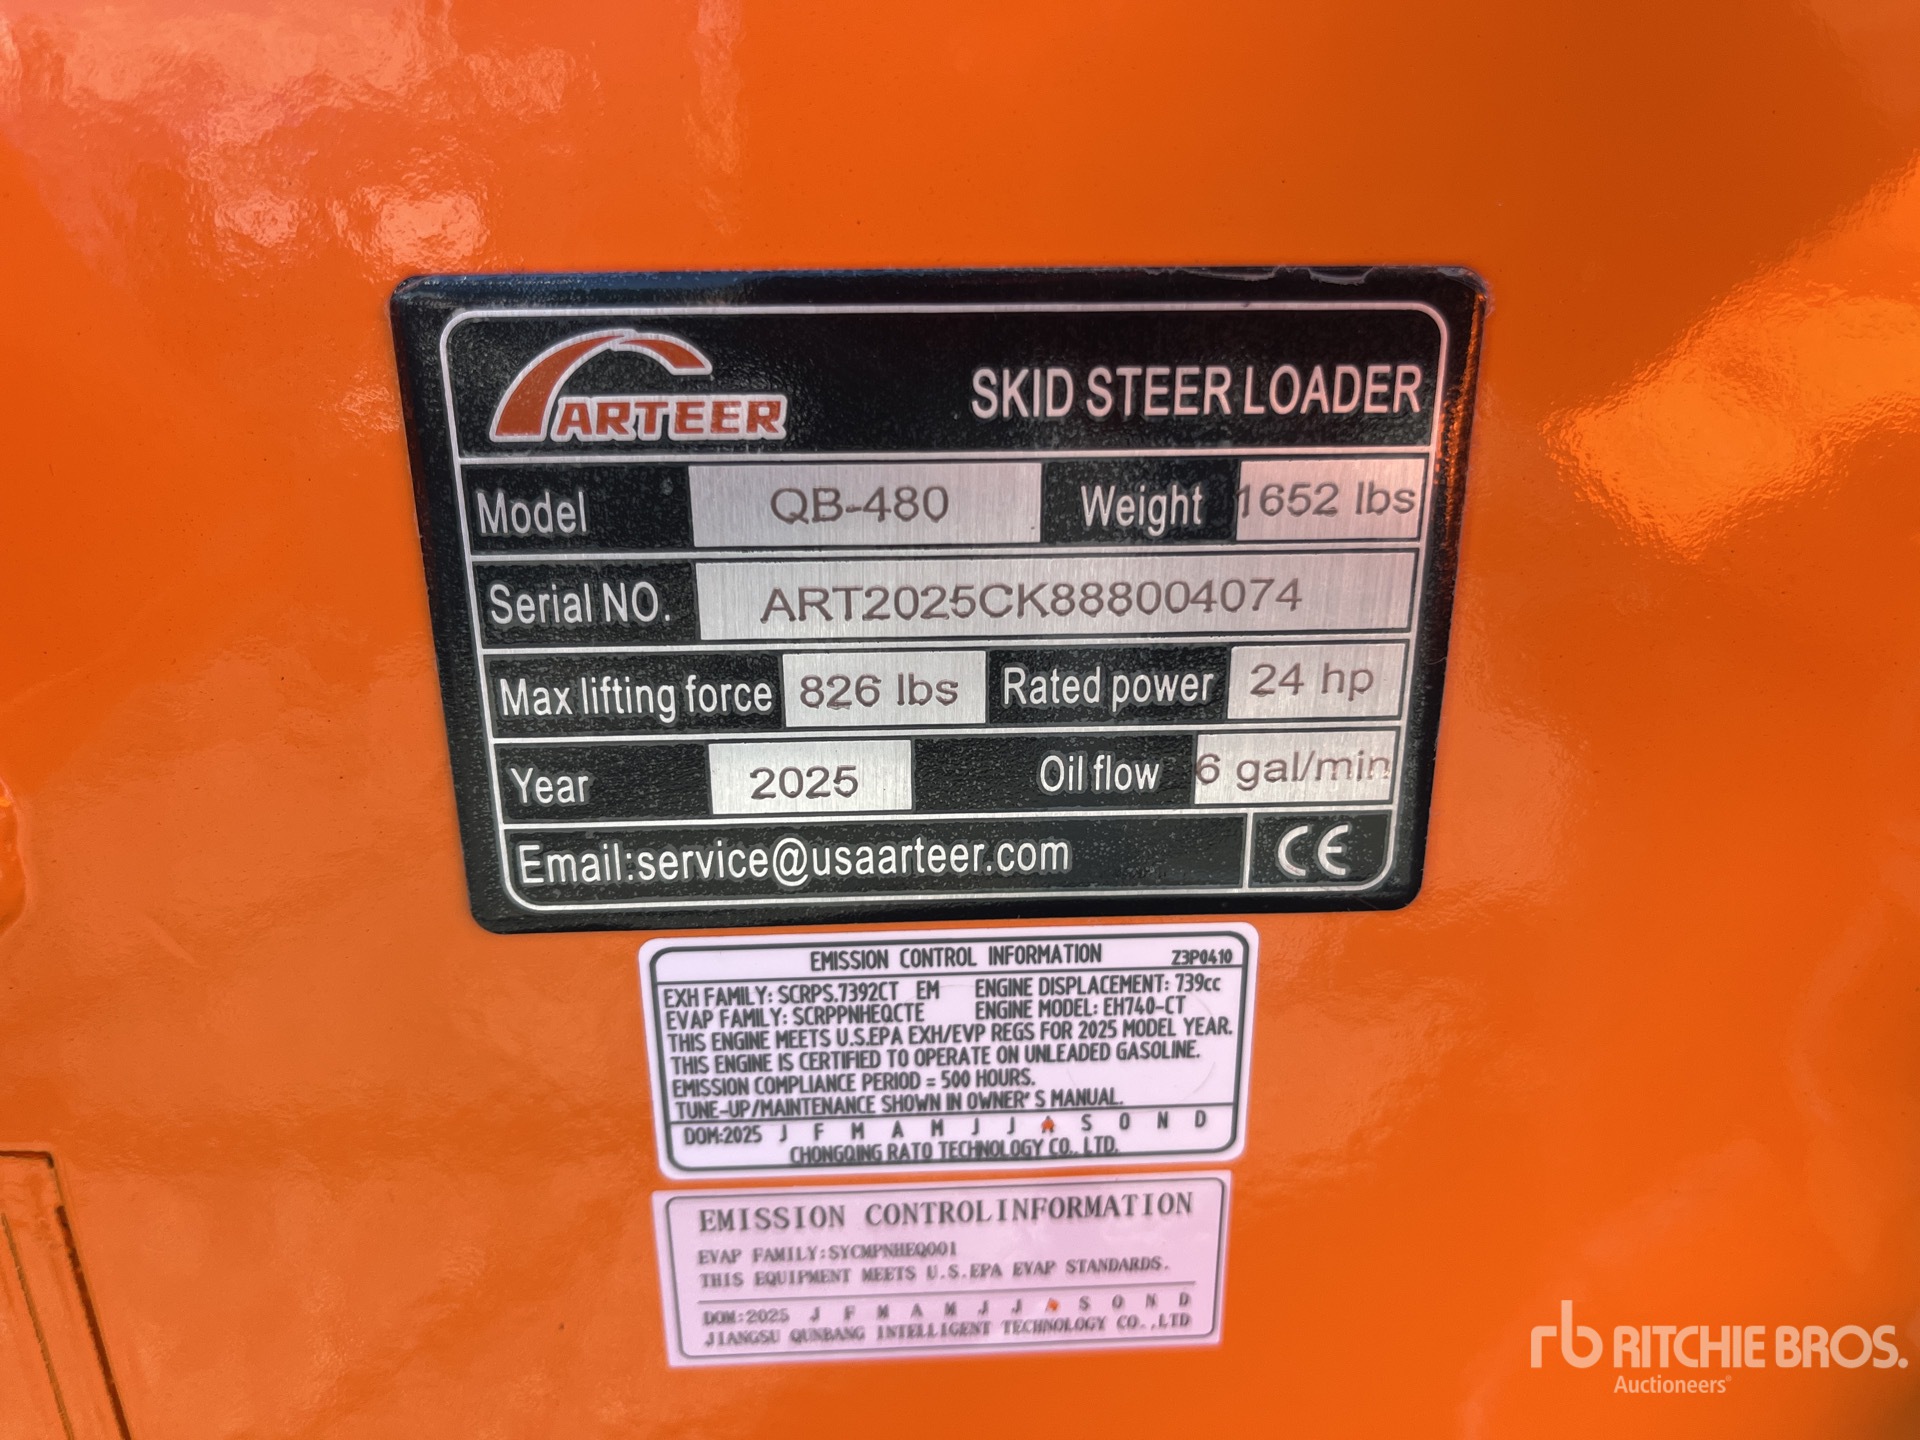 ARTEER
SKID STEER LOADER
Model QB-480 Weight 1652 lbs
Serial NO. ART2025CK888004074
Max lifting force 826 lbs Rated power 24 hp
Year 2025 Oil flow 6 gal/min
Email:service@usaarteer.com CE
EMISSION CONTROL INFORMATION Z3P0410
EXH FAMILY: SCRPS.7392CT EM ENGINE DISPLACEMENT: 739cc
EVAP FAMILY: SCRPPNHEQCTE ENGINE MODEL: EH740-CT
THIS ENGINE MEETS U.S.EPA EXH/EVP REGS FOR 2025 MODEL YEAR.
THIS ENGINE IS CERTIFIED TO OPERATE ON UNLEADED GASOLINE.
EMISSION COMPLIANCE PERIOD = 500 HOURS.
TUNE-UP/MAINTENANCE SHOWN IN OWNER'S MANUAL.
DOM:2025 J F M A M J J A S O N D
CHONGQING RATO TECHNOLOGY CO., LTD.
EMISSION CONTROLINFORMATION
EVAP FAMILY:SYCMPNHEQ001
THIS EQUIPMENT MEETS U.S.EPA EVAP STANDARDS.
DOM:2025 J F M A M J J A S O N D
JIANGSU QUNBANG INTELLIGENT TECHNOLOGY CO.,LTD
rb RITCHIE BROS.
Auctioneers